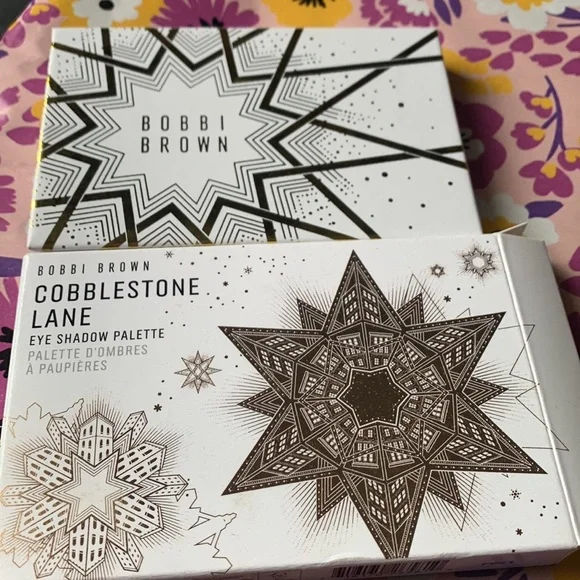 BOBBI
BROWN
BOBBI BROWN
COBBLESTONE
LANE
EYE SHADOW PALETTE
PALETTE D'OMBRES
À PAUPIÈRES